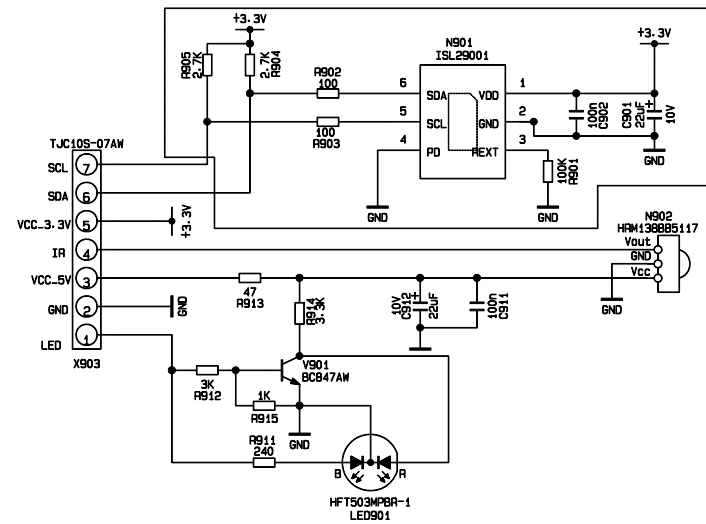 +3.3V
+3.3V
N901
ISL29001
R905
2.7K
2.7K
R904
R902
100
6
SDA
VDD
1
5
SCL
GND
2
4
PD
REXT
3
100
R903
100n
C902
C901
22uF
10V
GND
100K
R901
GND
GND
TJC10S-07AW
SCL
7
SDA
6
VCC_3.3V
5
+3.3V
IR
4
VCC_5V
3
GND
2
GND
LED
1
X903
N902
HRM138BB5117
Vout
GND
Vcc
GND
47
R913
R914
3.3K
10V
C912
22uF
100n
C911
V901
BC847AW
3K
R912
1K
R915
GND
R911
240
B
R
HFT503MPBR-1
LED901